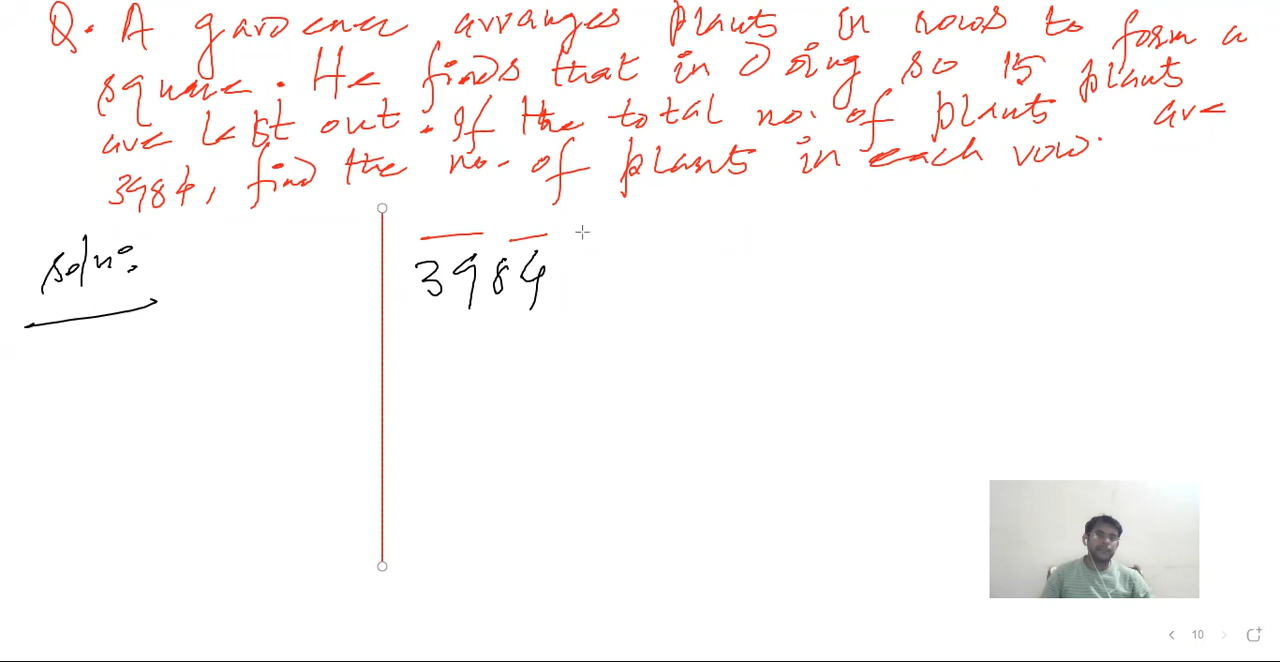 Q. A gardener arranges plants in rows to form a
square. He finds that in doing so 15 plants
are left out. If the total no. of plants are
3984, find the no. of plants in each row.
soln:
3984
10